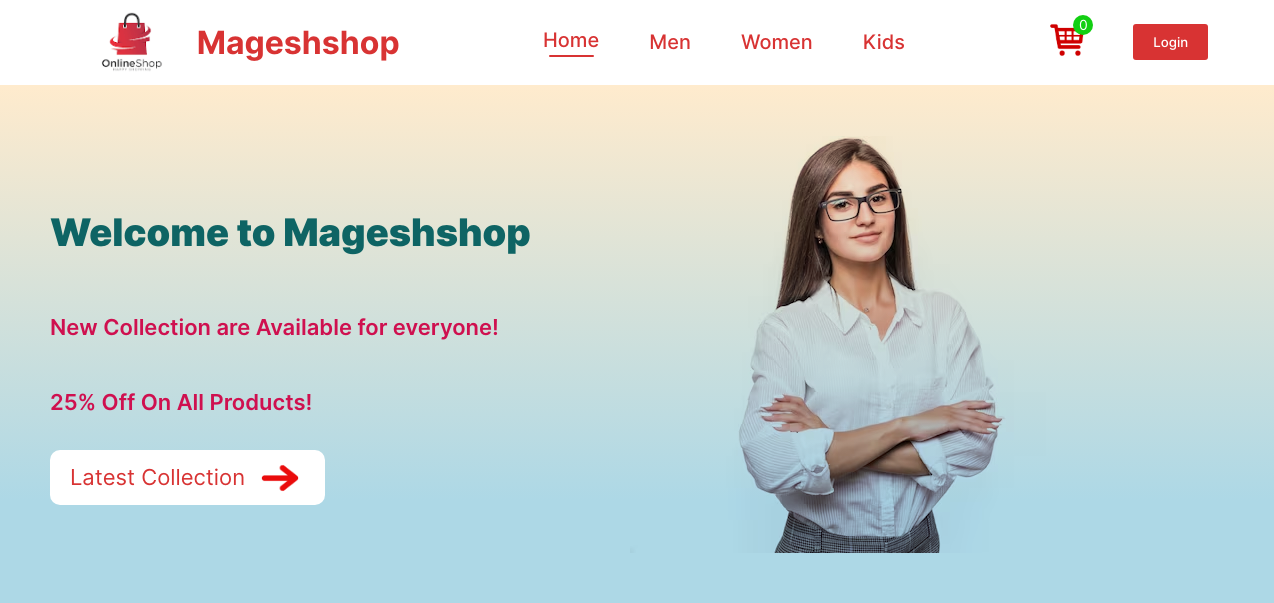 OnlineShop
Mageshshop
Home
Men
Women
Kids
0
Login
Welcome to Mageshshop
New Collection are Available for everyone!
25% Off On All Products!
Latest Collection